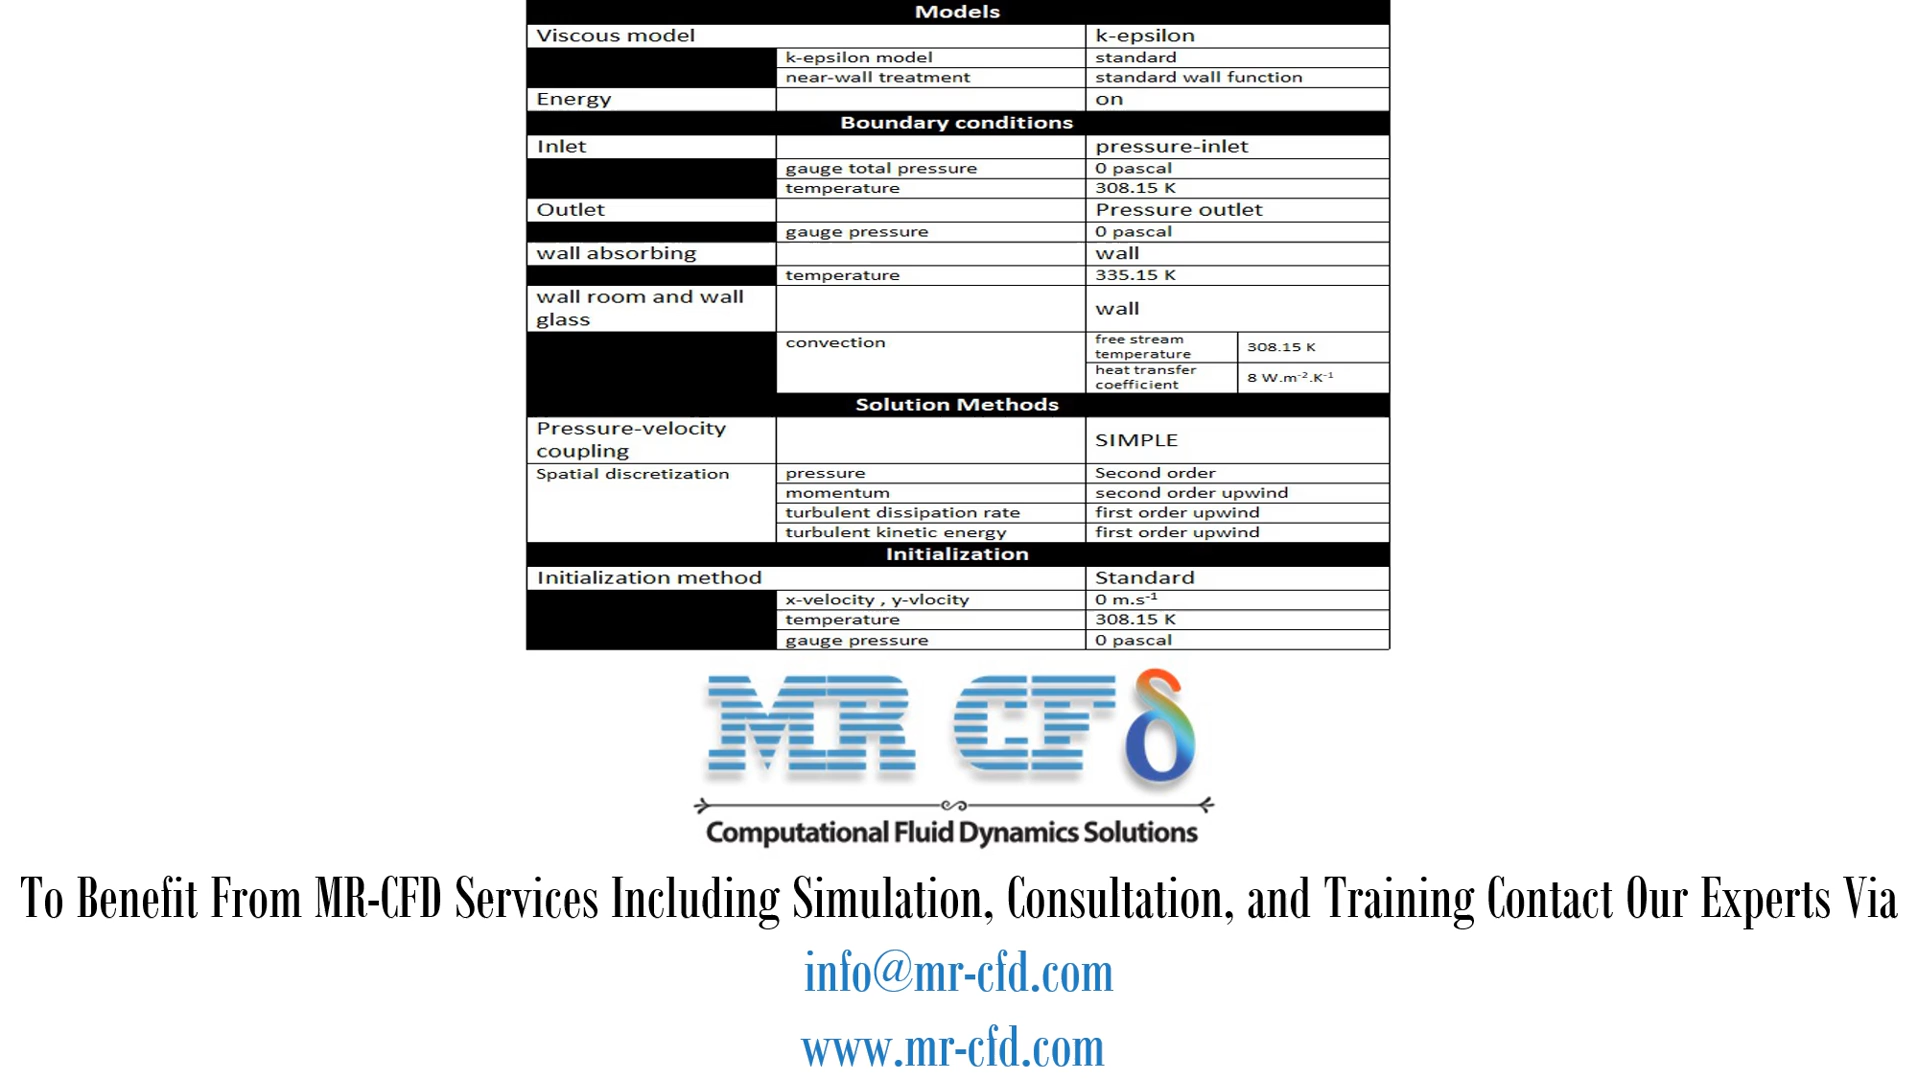 Models
Viscous model k-epsilon
k-epsilon model standard
near-wall treatment standard wall function
Energy on
Boundary conditions
Inlet pressure-inlet
gauge total pressure 0 pascal
temperature 308.15 K
Outlet Pressure outlet
gauge pressure 0 pascal
wall absorbing wall
temperature 335.15 K
wall room and wall
glass wall
convection free stream
temperature 308.15 K
heat transfer
coefficient 8 W.m⁻².K⁻¹
Solution Methods
Pressure-velocity
coupling SIMPLE
Spatial discretization pressure Second order
momentum second order upwind
turbulent dissipation rate first order upwind
turbulent kinetic energy first order upwind
Initialization
Initialization method Standard
x-velocity , y-vlocity 0 m.s⁻¹
temperature 308.15 K
gauge pressure 0 pascal
MR CFδ
Computational Fluid Dynamics Solutions
To Benefit From MR-CFD Services Including Simulation, Consultation, and Training Contact Our Experts Via
info@mr-cfd.com
www.mr-cfd.com